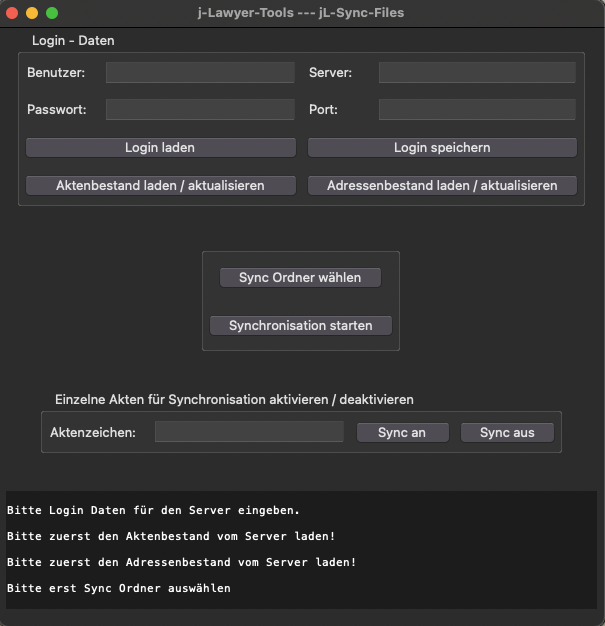 j-Lawyer-Tools --- jL-Sync-Files
Login - Daten
Benutzer:
Server:
Passwort:
Port:
Login laden
Login speichern
Aktenbestand laden / aktualisieren
Adressenbestand laden / aktualisieren
Sync Ordner wählen
Synchronisation starten
Einzelne Akten für Synchronisation aktivieren / deaktivieren
Aktenzeichen:
Sync an
Sync aus
Bitte Login Daten für den Server eingeben.
Bitte zuerst den Aktenbestand vom Server laden!
Bitte zuerst den Adressenbestand vom Server laden!
Bitte erst Sync Ordner auswählen